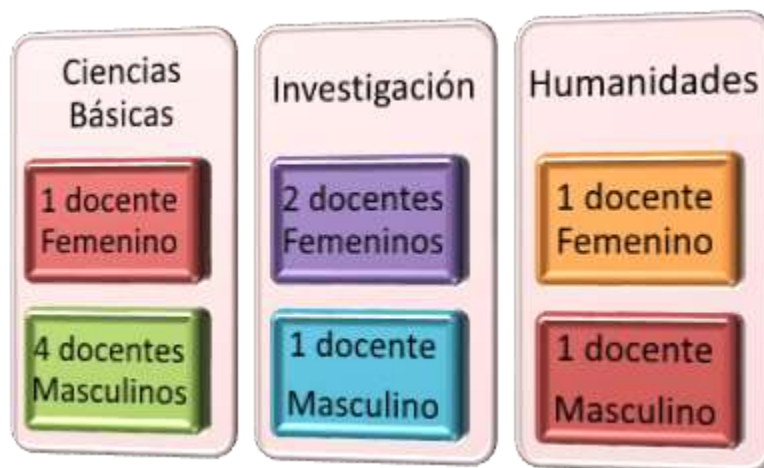 Ciencias
Básicas
1 docente
Femenino
4 docentes
Masculinos
Investigación
2 docentes
Femeninos
1 docente
Masculino
Humanidades
1 docente
Femenino
1 docente
Masculino